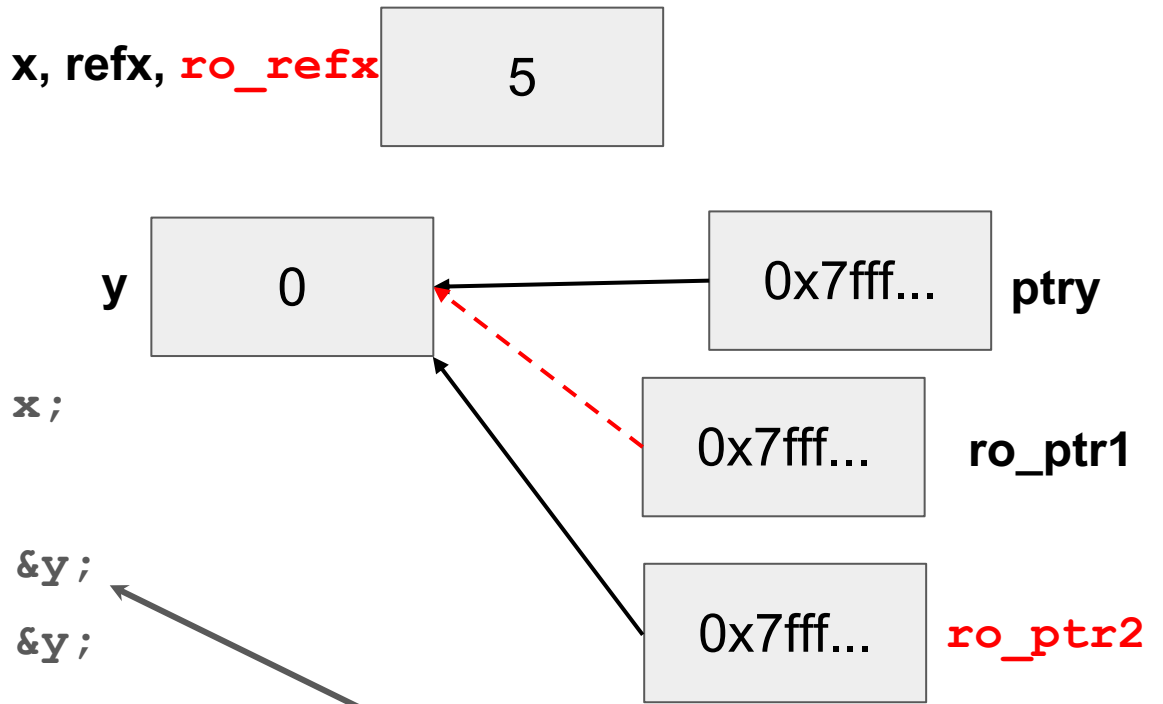 x, refx, ro_refx 5
y 0 0x7fff... ptry
x;
0x7fff... ro_ptr1
&y;
&y;
0x7fff... ro_ptr2